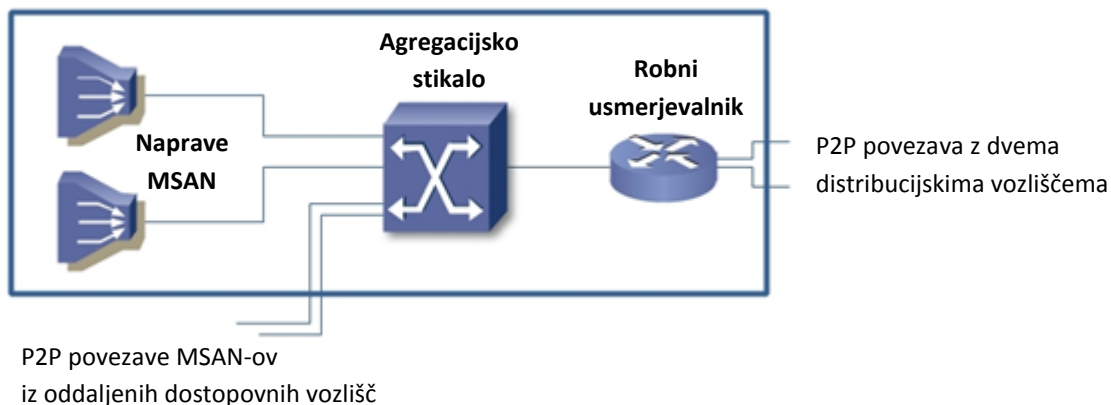 Agregacijsko
stikalo
Robni
usmerjevalnik
Naprave
MSAN
P2P povezava z dvema
distribucijskima vozliščema
P2P povezave MSAN-ov
iz oddaljenih dostopovnih vozlišč